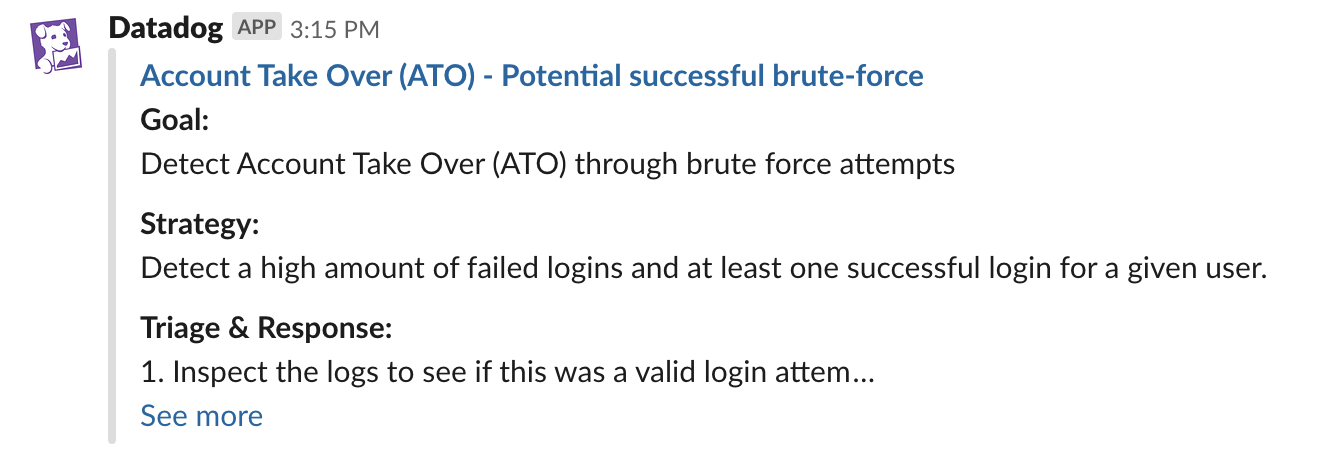 Datadog APP 3:15 PM
Account Take Over (ATO) - Potential successful brute-force
Goal:
Detect Account Take Over (ATO) through brute force attempts
Strategy:
Detect a high amount of failed logins and at least one successful login for a given user.
Triage & Response:
1. Inspect the logs to see if this was a valid login attem...
See more